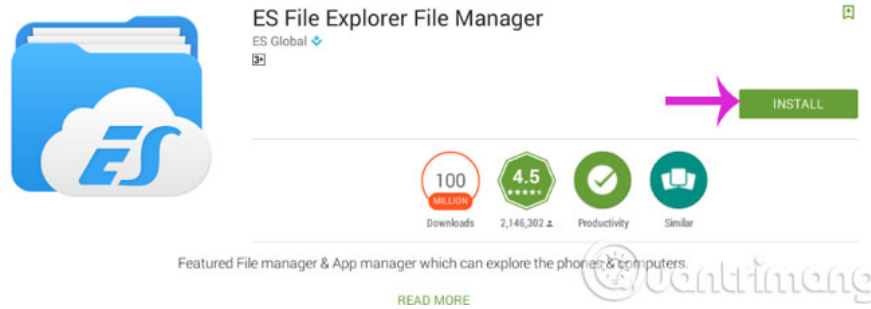 ES File Explorer File Manager
ES Global
3+
INSTALL
ES
100
MILLION
Downloads
4.5
2,146,302
Productivity
Similar
Featured File manager & App manager which can explore the phones & computers.
READ MORE
uantrimang